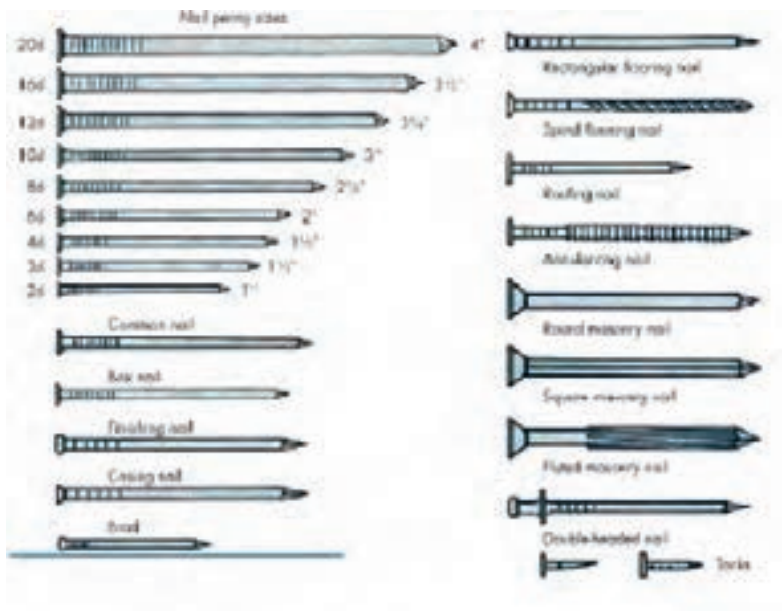 Nail penny sizes
20d 4"
16d 3½"
12d 3¼"
10d 3"
8d 2½"
6d 2"
4d 1½"
3d
2d 1"
Common nail
Box nail
Finishing nail
Casing nail
Brad
Rectangular flooring nail
Spiral flooring nail
Roofing nail
Annular ring nail
Round masonry nail
Square masonry nail
Fluted masonry nail
Double-headed nail
Tacks